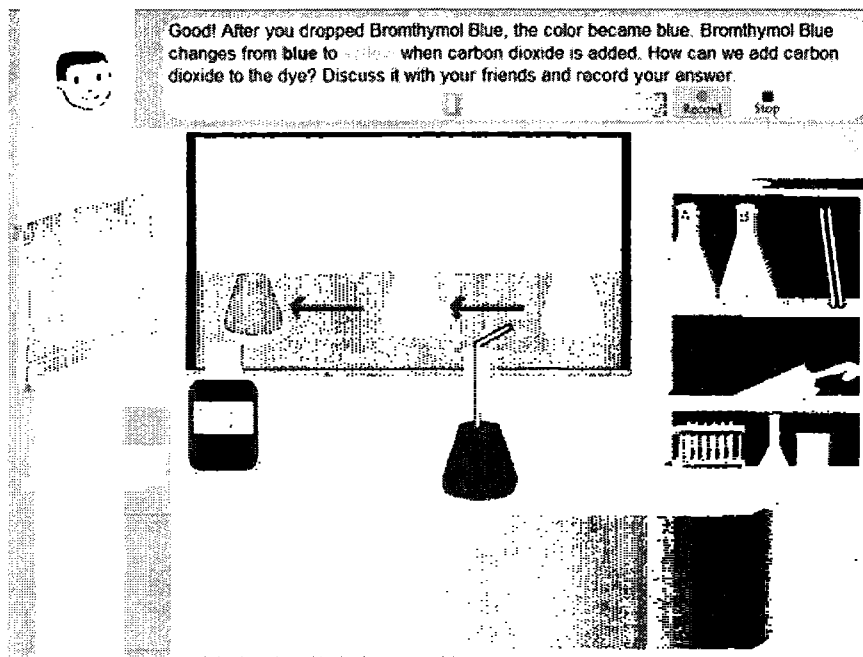 Good! After you dropped Bromthymol Blue, the color became blue. Bromthymol Blue
changes from blue to when carbon dioxide is added. How can we add carbon
dioxide to the dye? Discuss it with your friends and record your answer.
Record Stop